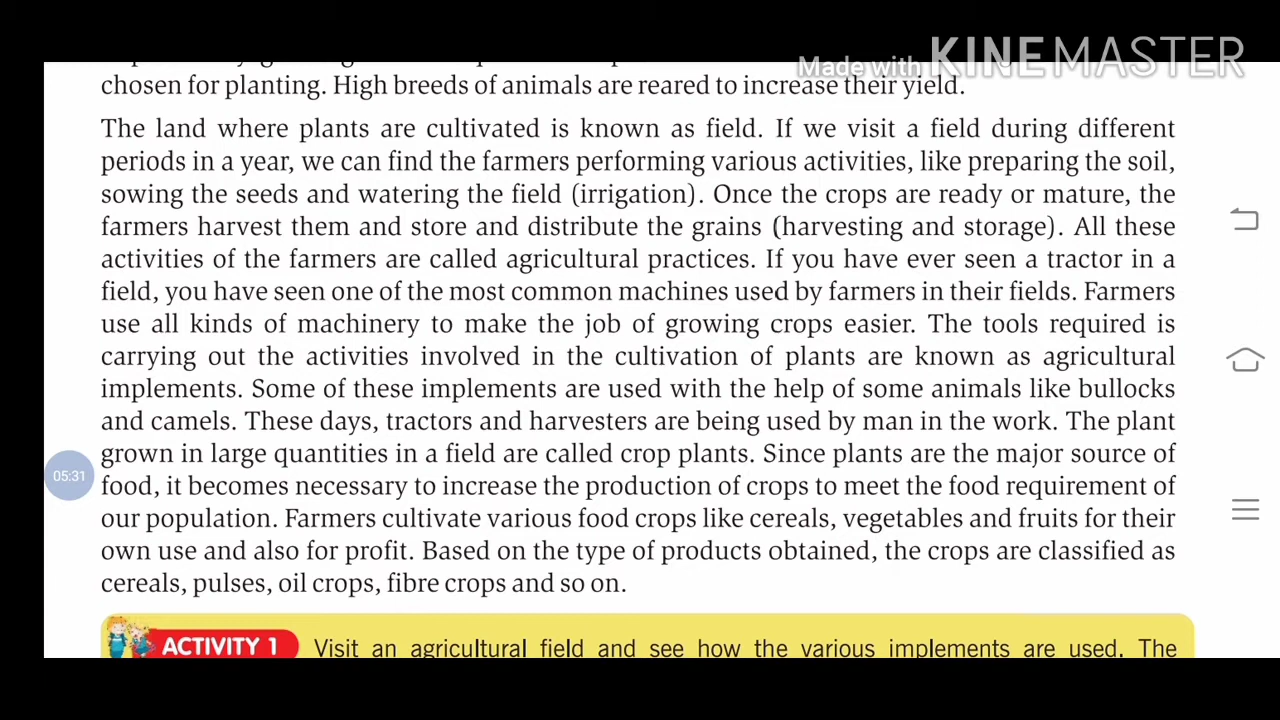 Made with KINEMASTER
chosen for planting. High breeds of animals are reared to increase their yield.
The land where plants are cultivated is known as field. If we visit a field during different
periods in a year, we can find the farmers performing various activities, like preparing the soil,
sowing the seeds and watering the field (irrigation). Once the crops are ready or mature, the
farmers harvest them and store and distribute the grains (harvesting and storage). All these
activities of the farmers are called agricultural practices. If you have ever seen a tractor in a
field, you have seen one of the most common machines used by farmers in their fields. Farmers
use all kinds of machinery to make the job of growing crops easier. The tools required is
carrying out the activities involved in the cultivation of plants are known as agricultural
implements. Some of these implements are used with the help of some animals like bullocks
and camels. These days, tractors and harvesters are being used by man in the work. The plant
grown in large quantities in a field are called crop plants. Since plants are the major source of
05:31
food, it becomes necessary to increase the production of crops to meet the food requirement of
our population. Farmers cultivate various food crops like cereals, vegetables and fruits for their
own use and also for profit. Based on the type of products obtained, the crops are classified as
cereals, pulses, oil crops, fibre crops and so on.
ACTIVITY 1 Visit an agricultural field and see how the various implements are used. The